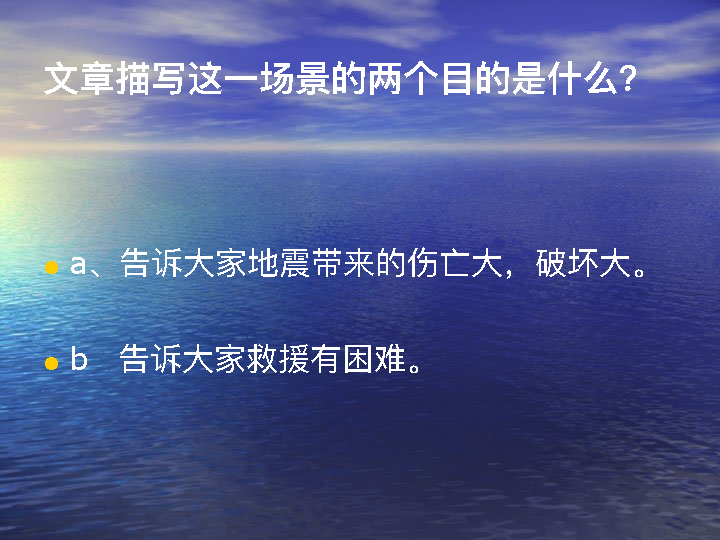 文章描写这一场景的两个目的是什么?
a、告诉大家地震带来的伤亡大，破坏大。
b 告诉大家救援有困难。